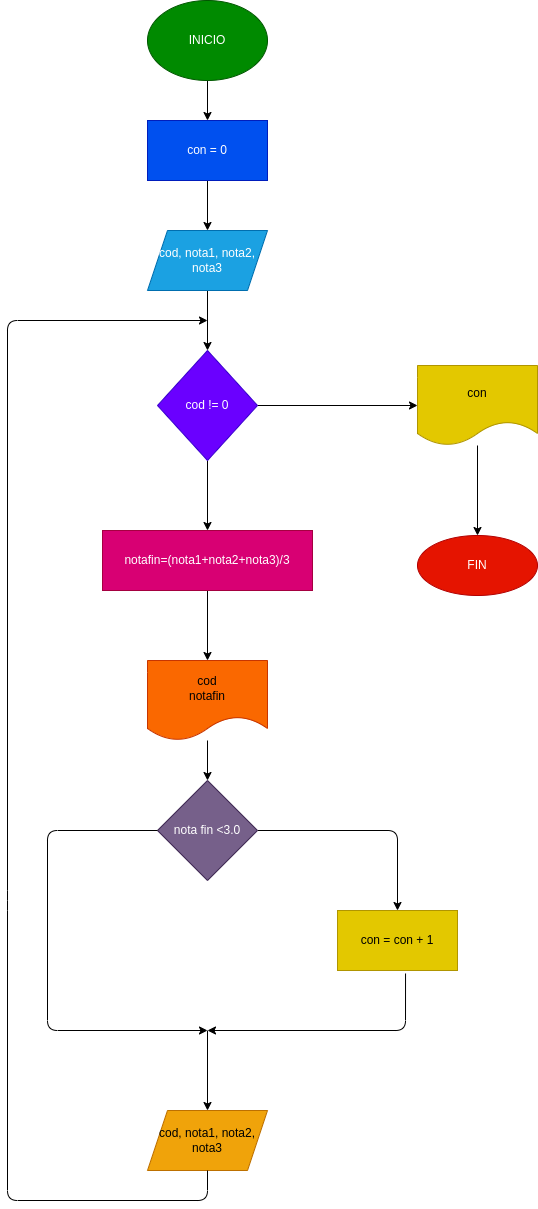 INICIO
con = 0
cod, nota1, nota2,
nota3
cod != 0
con
notafin=(nota1+nota2+nota3)/3
FIN
cod
notafin
nota fin <3.0
con = con + 1
cod, nota1, nota2,
nota3